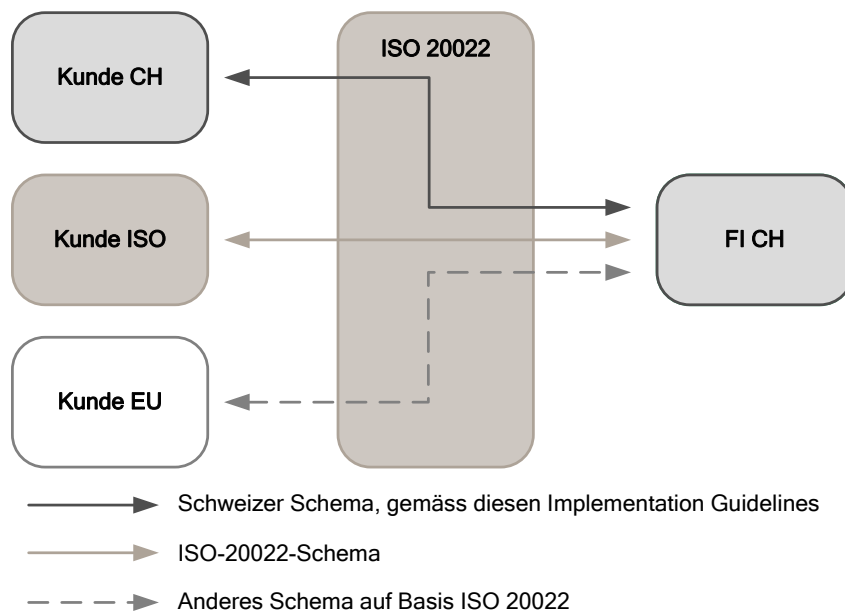 ISO 20022
Kunde CH
Kunde ISO
FI CH
Kunde EU
Schweizer Schema, gemäss diesen Implementation Guidelines
ISO-20022-Schema
Anderes Schema auf Basis ISO 20022